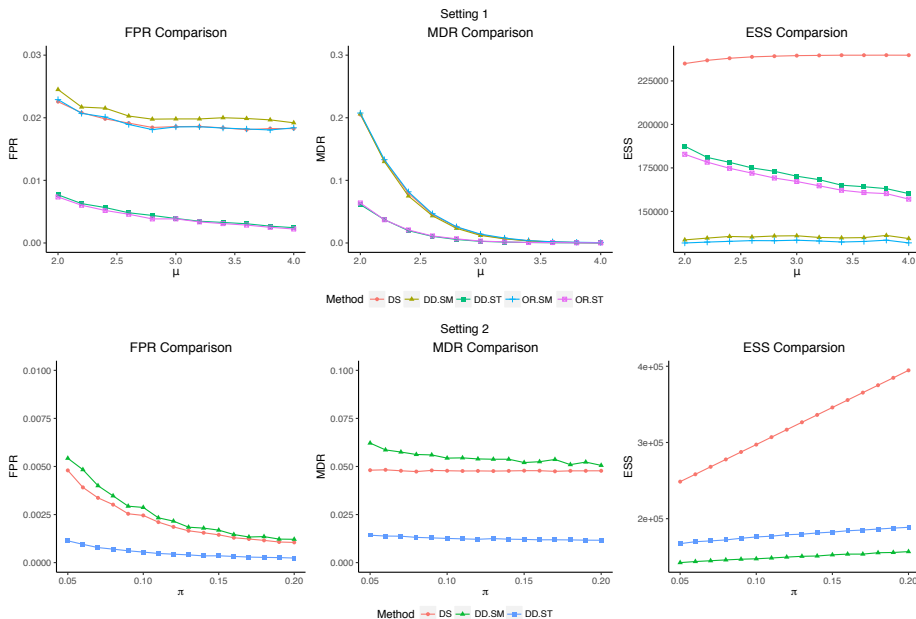 Setting 1
FPR Comparison
MDR Comparison
ESS Comparsion
0.03
0.02
0.01
0.00
FPR
2.0 2.5 3.0 3.5 4.0
μ
0.3
0.2
0.1
0.0
MDR
2.0 2.5 3.0 3.5 4.0
μ
225000
200000
175000
150000
ESS
2.0 2.5 3.0 3.5 4.0
μ
Method DS DD.SM DD.ST OR.SM OR.ST
Setting 2
FPR Comparison
MDR Comparison
ESS Comparsion
0.0100
0.0075
0.0050
0.0025
0.0000
FPR
0.05 0.10 0.15 0.20
π
0.100
0.075
0.050
0.025
0.000
MDR
0.05 0.10 0.15 0.20
π
4e+05
3e+05
2e+05
ESS
0.05 0.10 0.15 0.20
π
Method DS DD.SM DD.ST